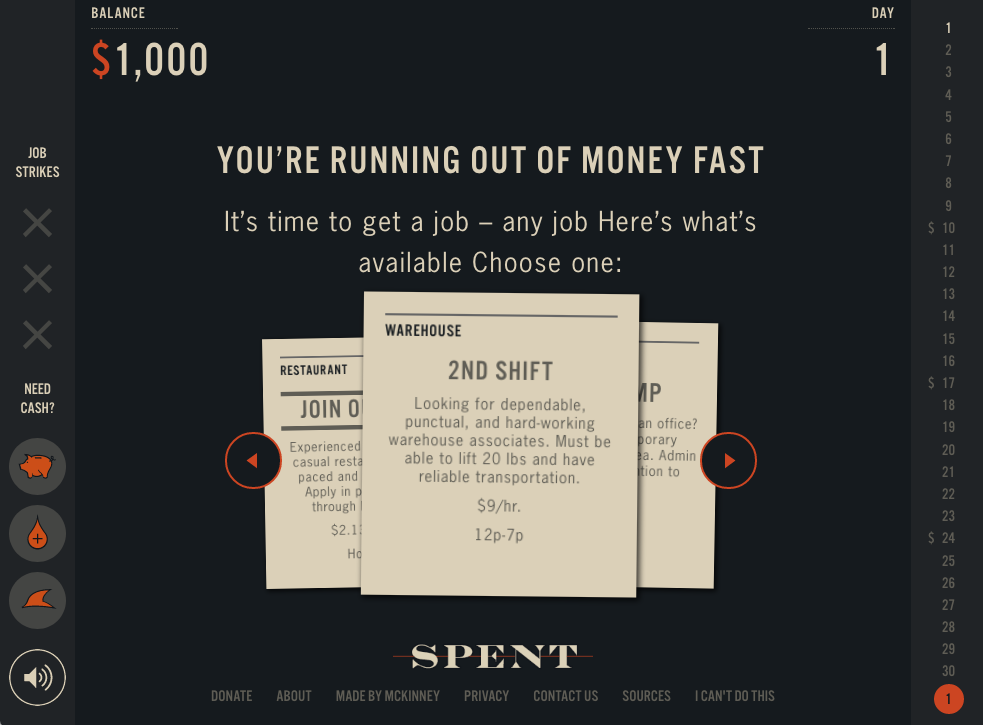 BALANCE
$1,000
DAY
1
JOB
STRIKES
NEED
CASH?
YOU'RE RUNNING OUT OF MONEY FAST
It's time to get a job – any job Here's what's
available Choose one:
RESTAURANT
JOIN O
Experienced
casual resta
paced and
Apply in p
through
$2.13
Ho
WAREHOUSE
2ND SHIFT
Looking for dependable,
punctual, and hard-working
warehouse associates. Must be
able to lift 20 lbs and have
reliable transportation.
$9/hr.
12p-7p
MP
an office?
porary
ea. Admin
tion to
SPENT
DONATE ABOUT MADE BY MCKINNEY PRIVACY CONTACT US SOURCES I CAN'T DO THIS
1
2
3
4
5
6
7
8
9
$ 10
11
12
13
14
15
16
$ 17
18
19
20
21
22
23
$ 24
25
26
27
28
29
30
1